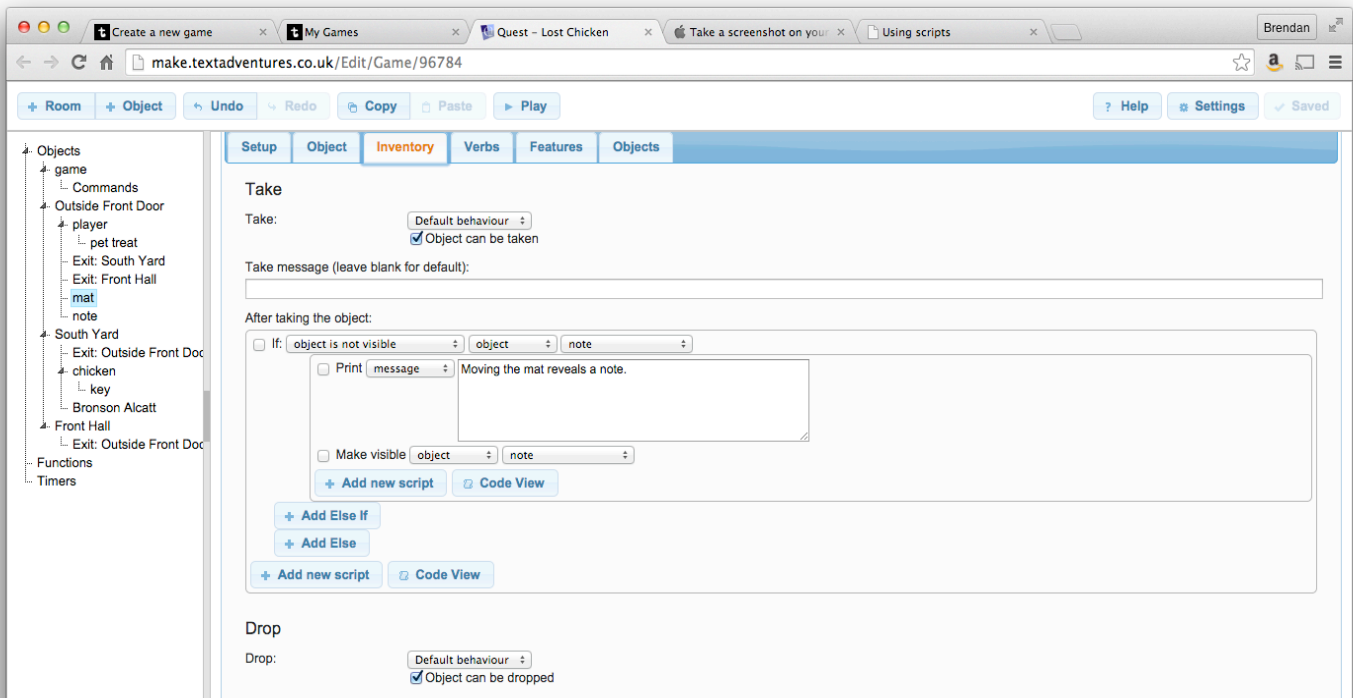 Create a new game
My Games
Quest - Lost Chicken
Take a screenshot on your
Using scripts
Brendan
make.textadventures.co.uk/Edit/Game/96784
+ Room + Object Undo Redo Copy Paste Play ? Help Settings Saved
Objects
game
Commands
Outside Front Door
player
pet treat
Exit: South Yard
Exit: Front Hall
mat
note
South Yard
Exit: Outside Front Doo
chicken
key
Bronson Alcatt
Front Hall
Exit: Outside Front Doo
Functions
Timers
Setup Object Inventory Verbs Features Objects
Take
Take: Default behaviour
Object can be taken
Take message (leave blank for default):
After taking the object:
If: object is not visible object note
Print message Moving the mat reveals a note.
Make visible object note
+ Add new script Code View
+ Add Else If
+ Add Else
+ Add new script Code View
Drop
Drop: Default behaviour
Object can be dropped